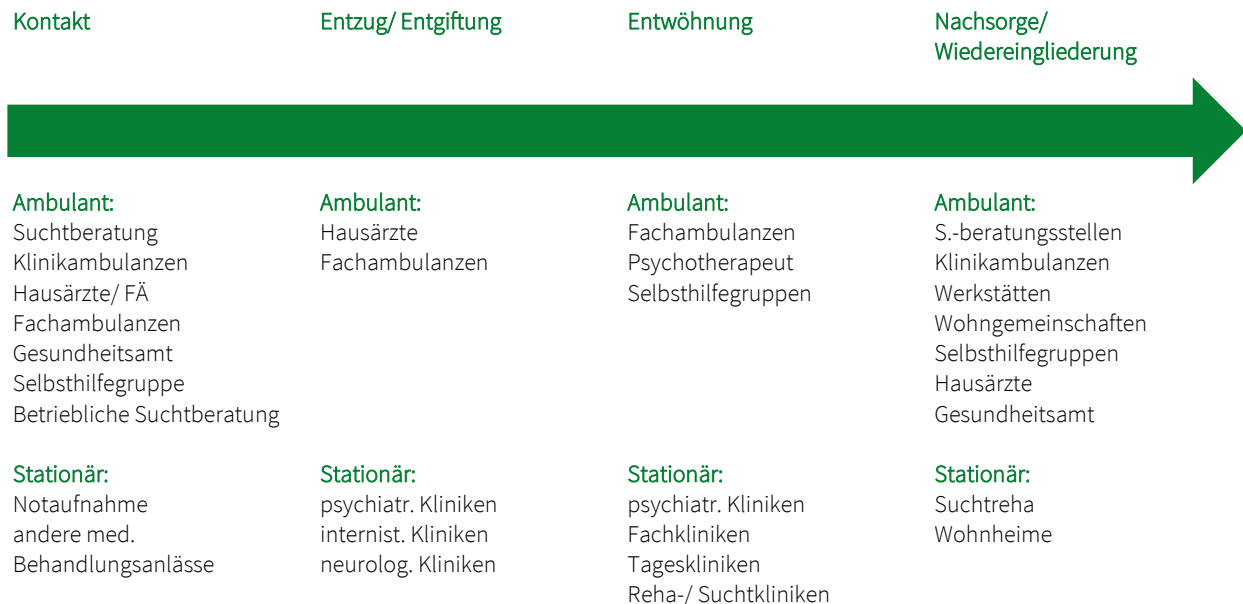 Kontakt
Entzug/ Entgiftung
Entwöhnung
Nachsorge/
Wiedereingliederung
Ambulant:
Suchtberatung
Klinikambulanzen
Hausärzte/ FÄ
Fachambulanzen
Gesundheitsamt
Selbsthilfegruppe
Betriebliche Suchtberatung
Stationär:
Notaufnahme
andere med.
Behandlungsanlässe
Ambulant:
Hausärzte
Fachambulanzen
Stationär:
psychiatr. Kliniken
internist. Kliniken
neurolog. Kliniken
Ambulant:
Fachambulanzen
Psychotherapeut
Selbsthilfegruppen
Stationär:
psychiatr. Kliniken
Fachkliniken
Tageskliniken
Reha-/ Suchtkliniken
Ambulant:
S.-beratungsstellen
Klinikambulanzen
Werkstätten
Wohngemeinschaften
Selbsthilfegruppen
Hausärzte
Gesundheitsamt
Stationär:
Suchtreha
Wohnheime